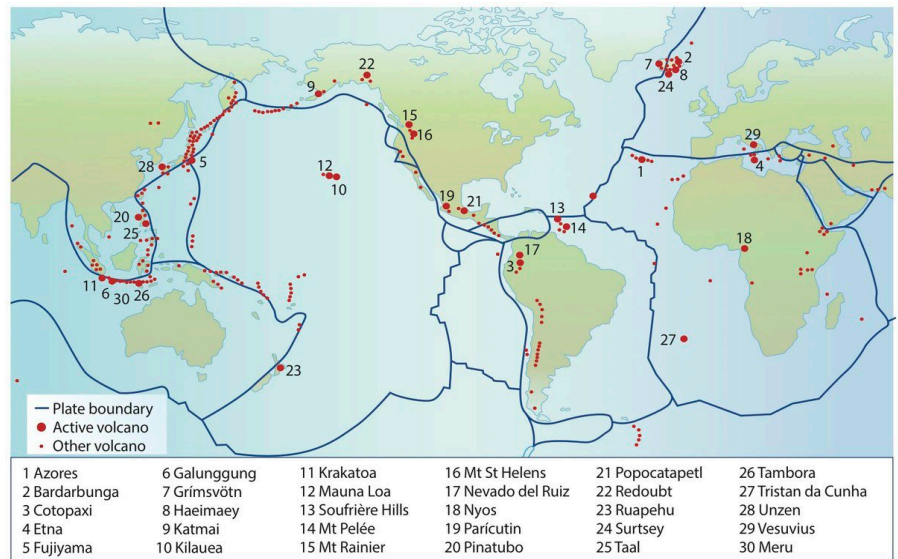 22
7
2
8
24
9
15
16
29
4
1
28
5
12
10
20
25
19
21
13
14
17
3
18
11
6
30
26
27
23
Plate boundary
Active volcano
Other volcano
1 Azores
2 Bardarbunga
3 Cotopaxi
4 Etna
5 Fujiyama
6 Galunggung
7 Grímsvötn
8 Haeimaey
9 Katmai
10 Kilauea
11 Krakatoa
12 Mauna Loa
13 Soufrière Hills
14 Mt Pelée
15 Mt Rainier
16 Mt St Helens
17 Nevado del Ruiz
18 Nyos
19 Parícutin
20 Pinatubo
21 Popocatapetl
22 Redoubt
23 Ruapehu
24 Surtsey
25 Taal
26 Tambora
27 Tristan da Cunha
28 Unzen
29 Vesuvius
30 Meru